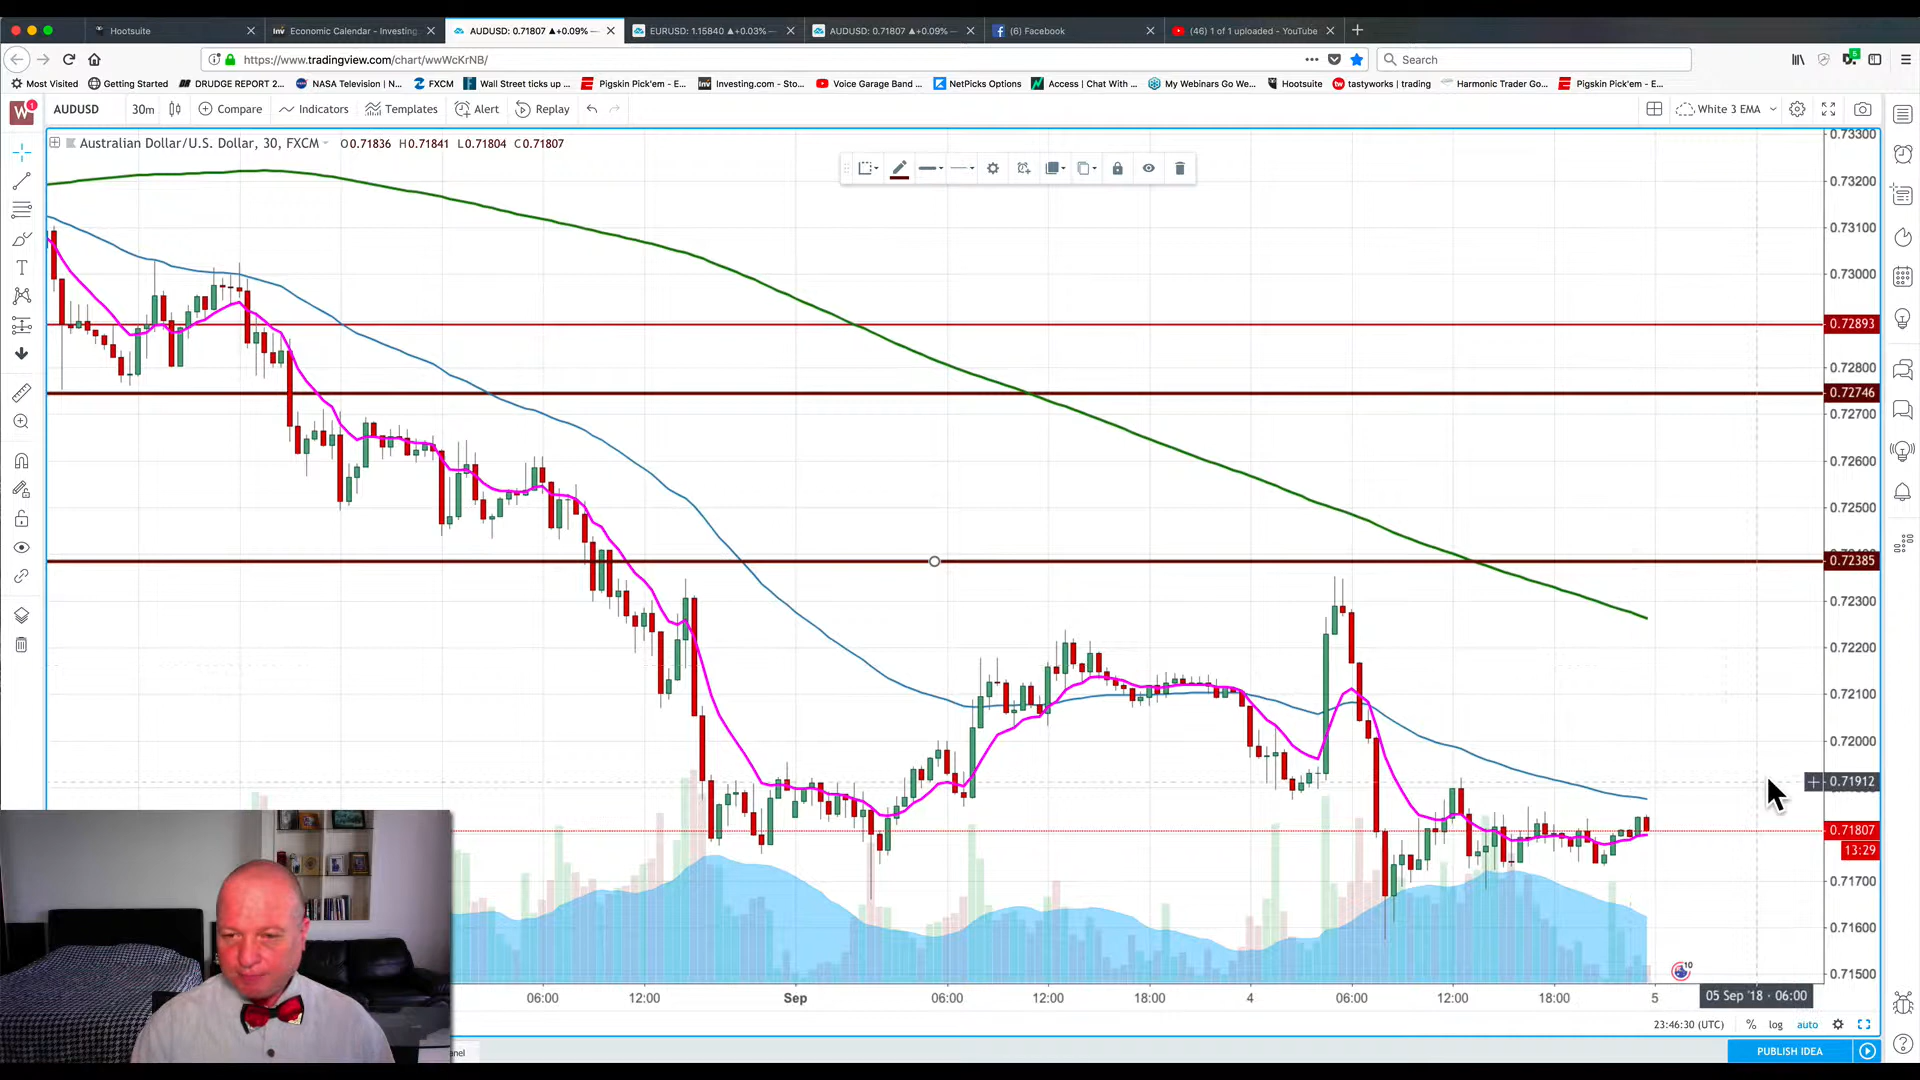 Hootsuite
Economic Calendar - Investing.
AUDUSD: 0.71807 ▲+0.09% —
EURUSD: 1.15840 ▲+0.03% —
AUDUSD: 0.71807 ▲+0.09% —
(6) Facebook
(46) 1 of 1 uploaded - YouTube
https://www.tradingview.com/chart/wwWcKrNB/
Search
5
Most Visited
Getting Started
DRUDGE REPORT 2...
NASA Television | N...
FXCM
Wall Street ticks up ...
Pigskin Pick'em - E...
Investing.com - Sto...
Voice Garage Band ...
NetPicks Options
Access | Chat With ...
My Webinars Go We...
Hootsuite
tastyworks | trading
Harmonic Trader Go...
Pigskin Pick'em - E...
W
1
AUDUSD
30m
Compare
Indicators
Templates
Alert
Replay
White 3 EMA
Australian Dollar/U.S. Dollar, 30, FXCM
O0.71836 H0.71841 L0.71804 C0.71807
0.73300
0.73200
0.73100
0.73000
0.72893
0.72800
0.72746
0.72700
0.72600
0.72500
0.72385
0.72300
0.72200
0.72100
0.72000
0.71912
0.71807
13:29
0.71700
0.71600
0.71500
10
06:00
12:00
Sep
06:00
12:00
18:00
4
06:00
12:00
18:00
5
05 Sep '18 · 06:00
23:46:30 (UTC)
%
log
auto
anel
PUBLISH IDEA